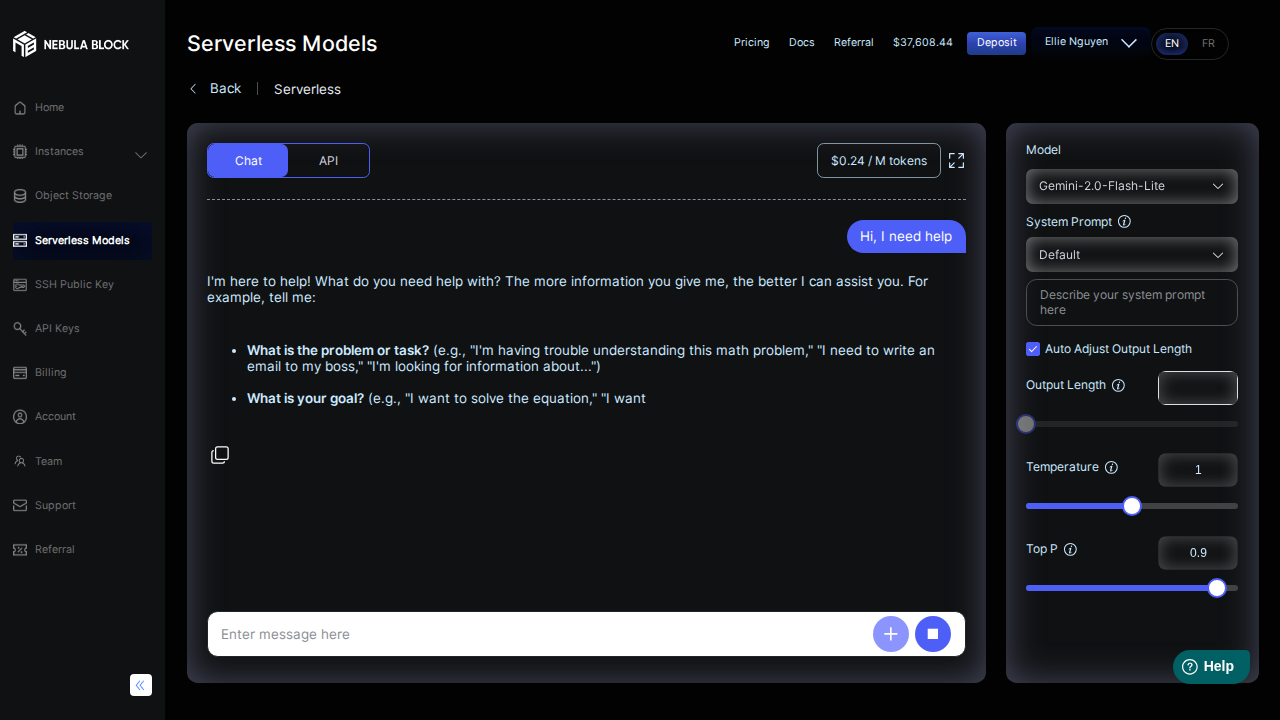 NEBULA BLOCK
Home
Instances
Object Storage
Serverless Models
SSH Public Key
API Keys
Billing
Account
Team
Support
Referral
Serverless Models
Pricing
Docs
Referral
$37,608.44
Deposit
Ellie Nguyen
EN
FR
Back
Serverless
Chat
API
$0.24 / M tokens
Hi, I need help
I'm here to help! What do you need help with? The more information you give me, the better I can assist you. For
example, tell me:
• What is the problem or task? (e.g., "I'm having trouble understanding this math problem," "I need to write an
email to my boss," "I'm looking for information about...")
• What is your goal? (e.g., "I want to solve the equation," "I want
Enter message here
Model
Gemini-2.0-Flash-Lite
System Prompt
Default
Describe your system prompt
here
Auto Adjust Output Length
Output Length
Temperature
1
Top P
0.9
Help